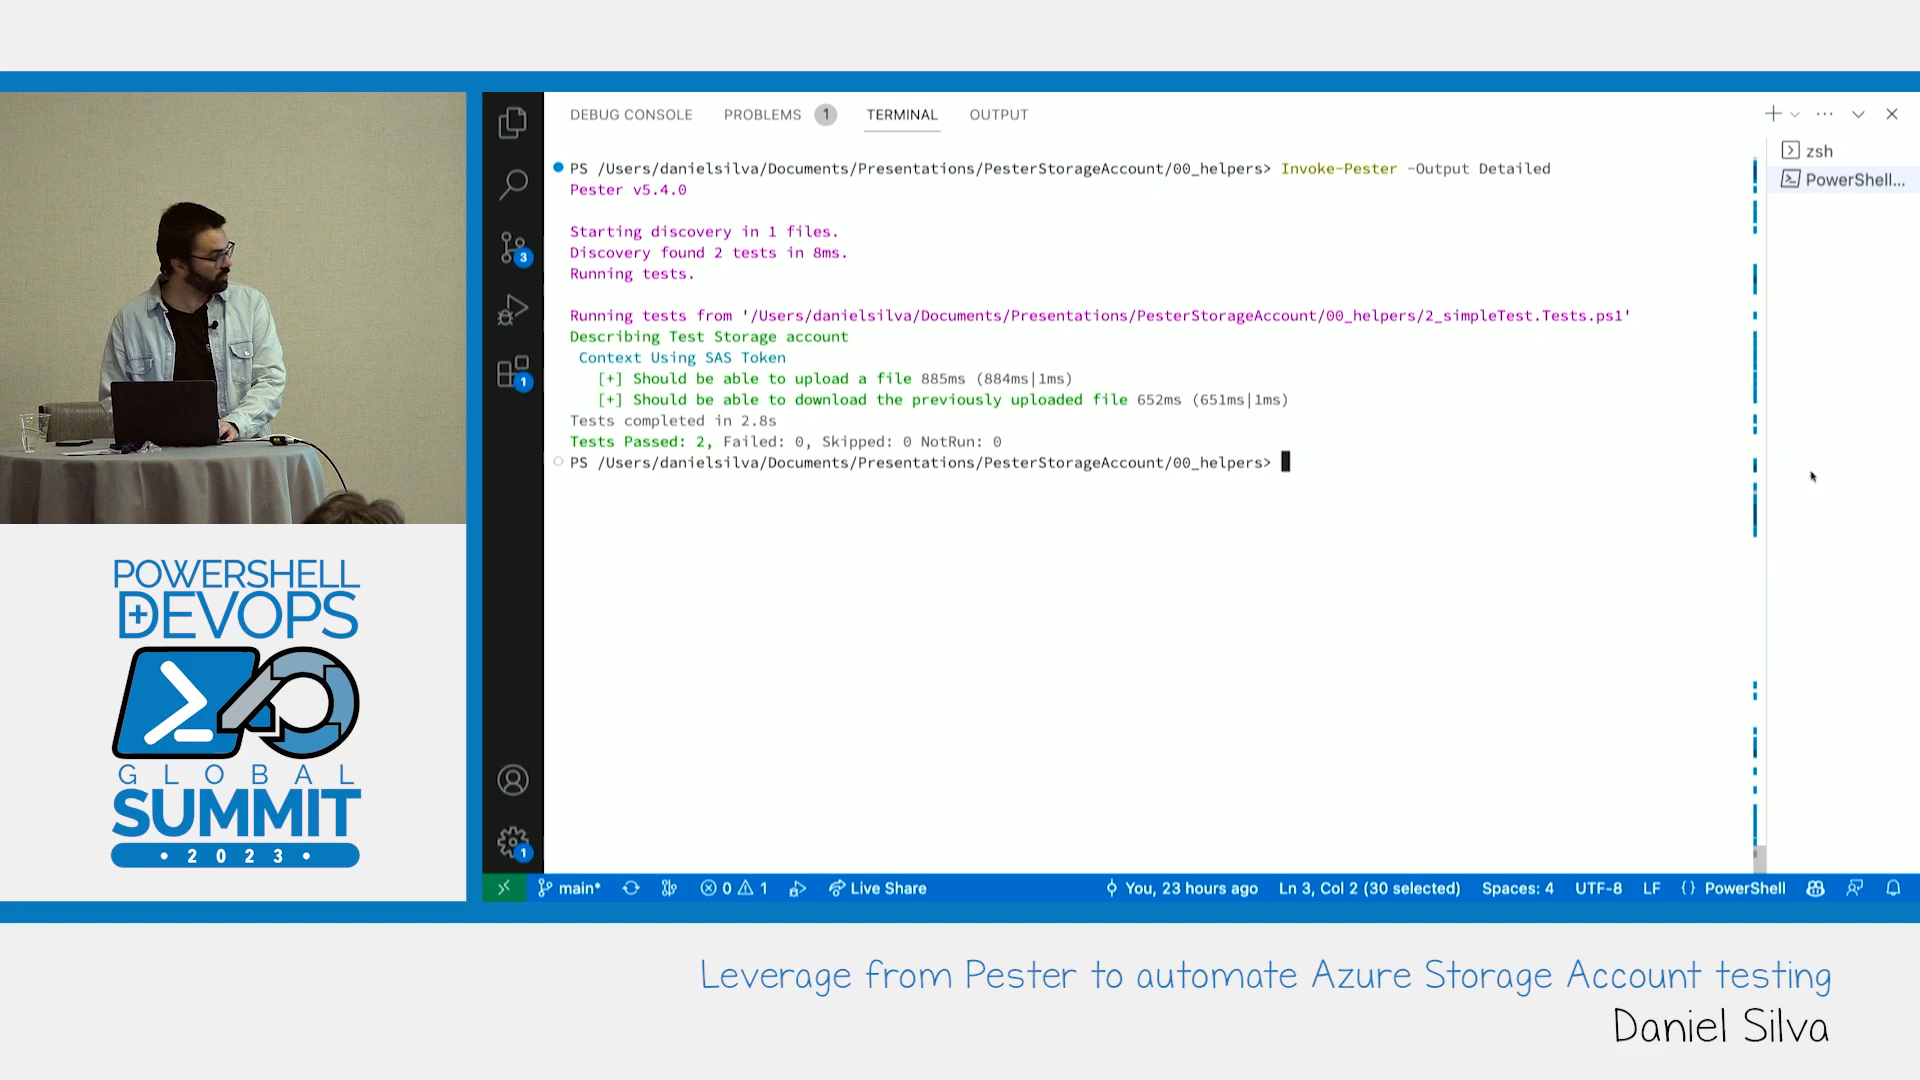 DEBUG CONSOLE PROBLEMS 1 TERMINAL OUTPUT
PS /Users/danielsilva/Documents/Presentations/PesterStorageAccount/00_helpers> Invoke-Pester -Output Detailed
Pester v5.4.0
Starting discovery in 1 files.
Discovery found 2 tests in 8ms.
Running tests.
Running tests from '/Users/danielsilva/Documents/Presentations/PesterStorageAccount/00_helpers/2_simpleTest.Tests.ps1'
Describing Test Storage account
Context Using SAS Token
[+] Should be able to upload a file 885ms (884ms|1ms)
[+] Should be able to download the previously uploaded file 652ms (651ms|1ms)
Tests completed in 2.8s
Tests Passed: 2, Failed: 0, Skipped: 0 NotRun: 0
PS /Users/danielsilva/Documents/Presentations/PesterStorageAccount/00_helpers>
zsh
PowerShell...
3
1
1
main* 0 1 Live Share You, 23 hours ago Ln 3, Col 2 (30 selected) Spaces: 4 UTF-8 LF {} PowerShell
POWERSHELL
+DEVOPS
GLOBAL
SUMMIT
• 2023 •
Leverage from Pester to automate Azure Storage Account testing
Daniel Silva